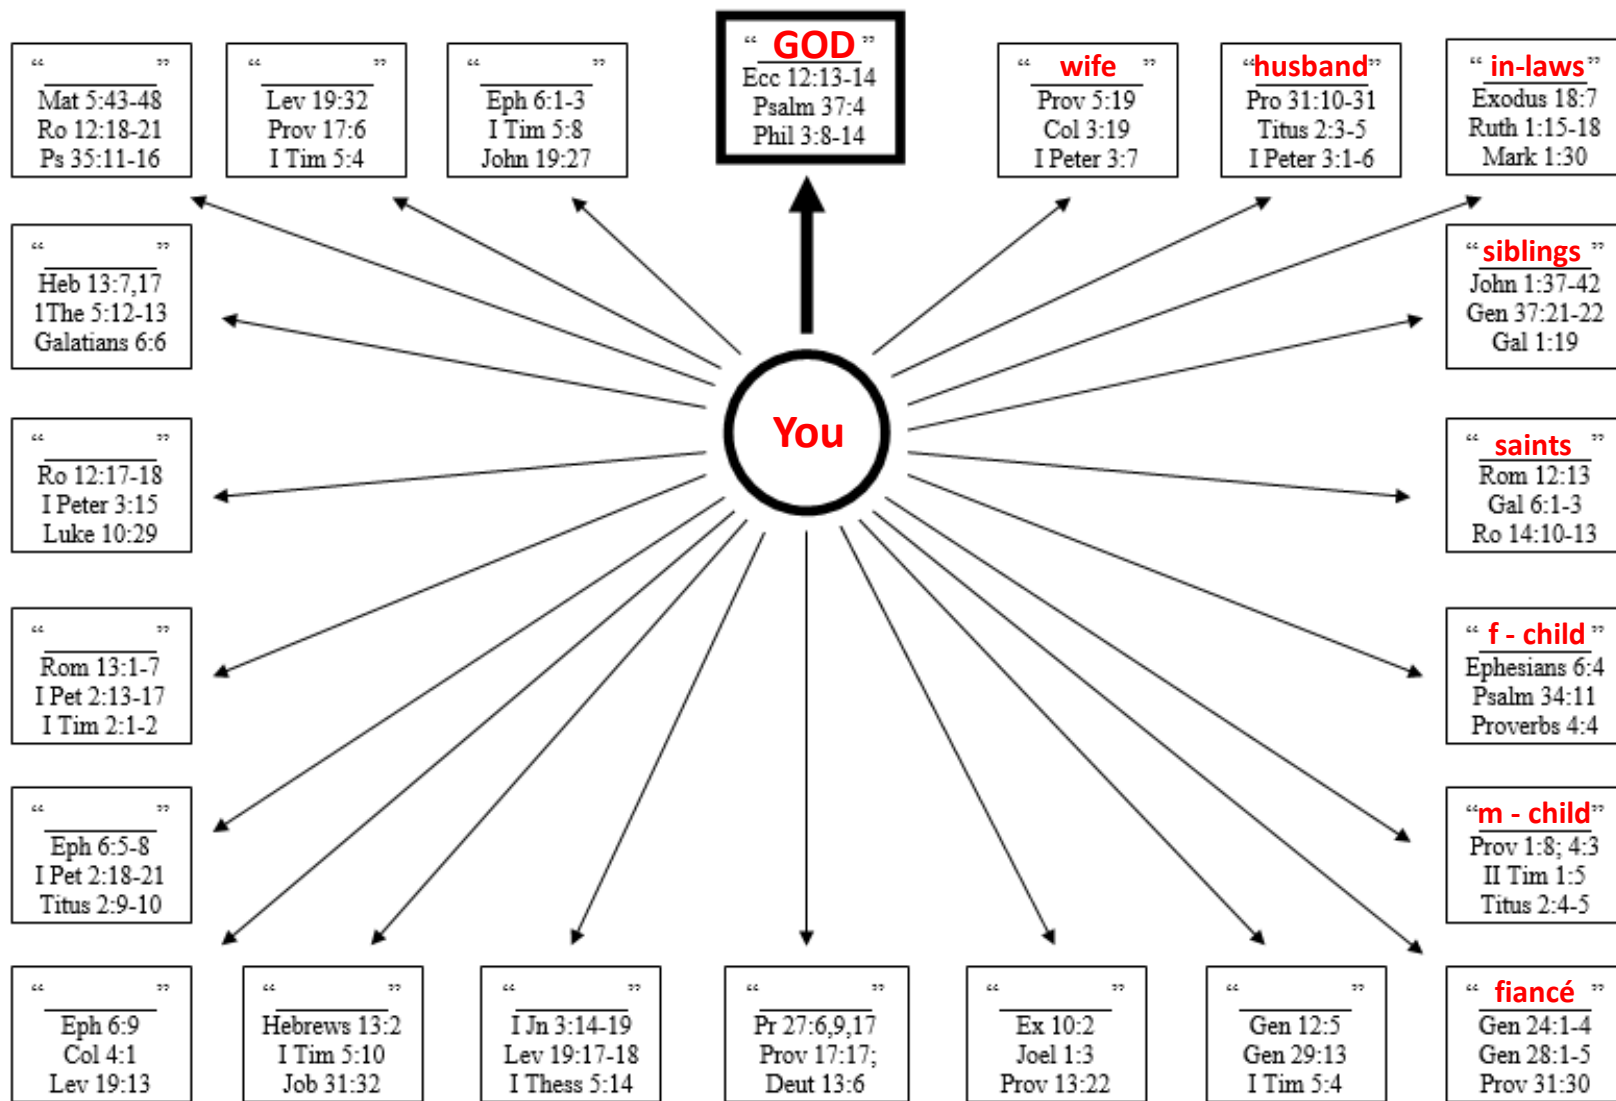 “ ”
Mat 5:43-48
Ro 12:18-21
Ps 35:11-16
“ ”
Lev 19:32
Prov 17:6
I Tim 5:4
“ ”
Eph 6:1-3
I Tim 5:8
John 19:27
“ GOD ”
Ecc 12:13-14
Psalm 37:4
Phil 3:8-14
“ wife ”
Prov 5:19
Col 3:19
I Peter 3:7
“husband”
Pro 31:10-31
Titus 2:3-5
I Peter 3:1-6
“ in-laws ”
Exodus 18:7
Ruth 1:15-18
Mark 1:30
“ ”
Heb 13:7,17
1The 5:12-13
Galatians 6:6
“ siblings ”
John 1:37-42
Gen 37:21-22
Gal 1:19
You
“ ”
Ro 12:17-18
I Peter 3:15
Luke 10:29
“ saints ”
Rom 12:13
Gal 6:1-3
Ro 14:10-13
“ ”
Rom 13:1-7
I Pet 2:13-17
I Tim 2:1-2
“ f - child ”
Ephesians 6:4
Psalm 34:11
Proverbs 4:4
“ ”
Eph 6:5-8
I Pet 2:18-21
Titus 2:9-10
“m - child”
Prov 1:8; 4:3
II Tim 1:5
Titus 2:4-5
“ ”
Eph 6:9
Col 4:1
Lev 19:13
“ ”
Hebrews 13:2
I Tim 5:10
Job 31:32
“ ”
I Jn 3:14-19
Lev 19:17-18
I Thess 5:14
“ ”
Pr 27:6,9,17
Prov 17:17;
Deut 13:6
“ ”
Ex 10:2
Joel 1:3
Prov 13:22
“ ”
Gen 12:5
Gen 29:13
I Tim 5:4
“ fiancé ”
Gen 24:1-4
Gen 28:1-5
Prov 31:30